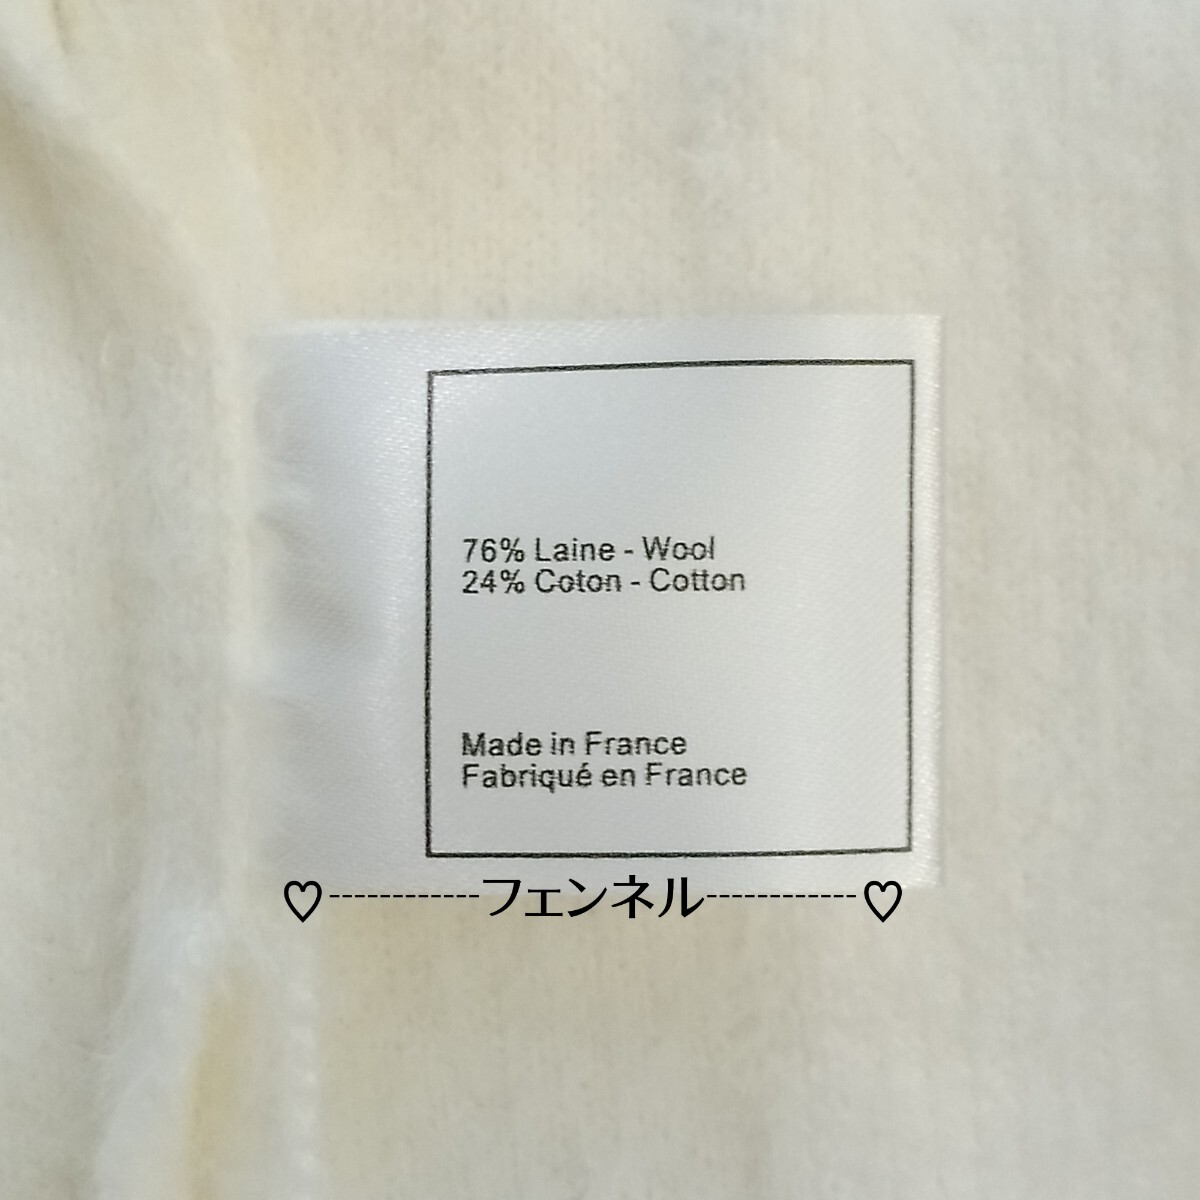 76% Laine - Wool
24% Coton - Cotton
Made in France
Fabriqué en France
♡┈┈┈┈フェンネル┈┈┈┈♡